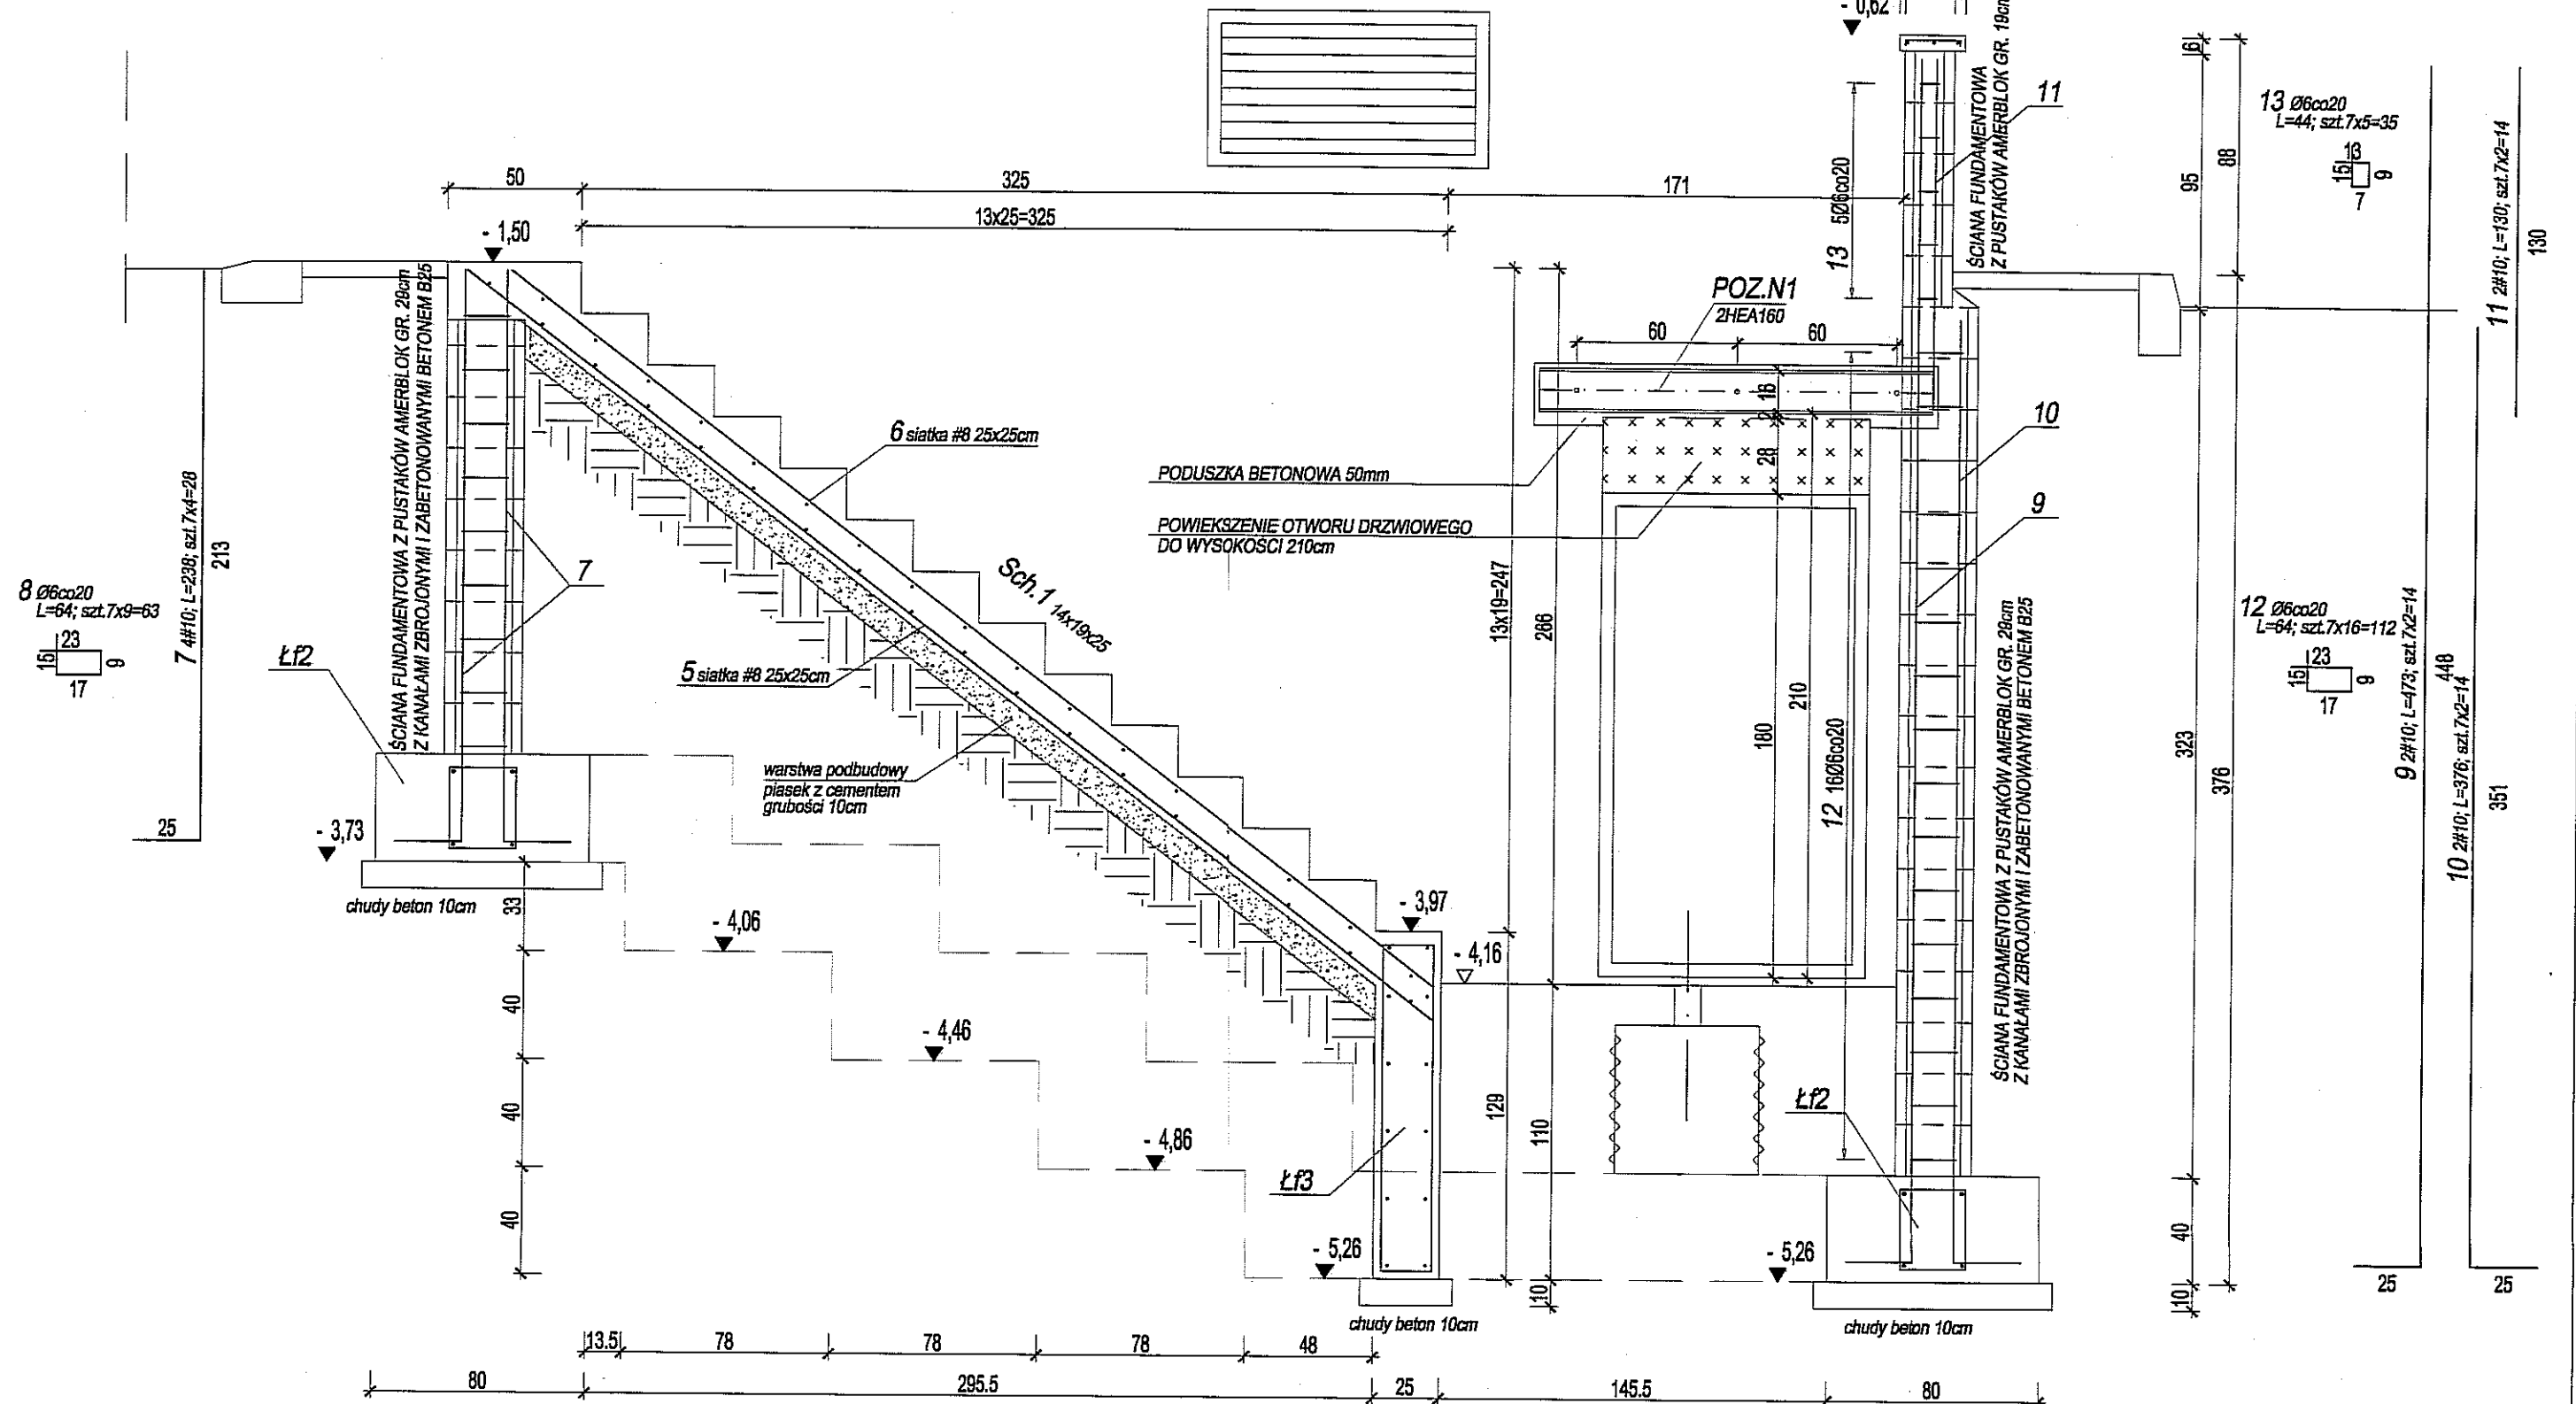 - 0,62
50
325
171
13x25=325
- 1,50
ŚCIANA FUNDAMENTOWA Z PUSTAKÓW AMERBLOK GR. 29cm
Z KANAŁAMI ZBROJONYMI I ZABETONOWANYMI BETONEM B25
7 4#10; L=238; szt.7x4=28
213
25
8 Ø6co20
L=64; szt.7x9=63
23
15
9
17
Łf2
7
- 3,73
chudy beton 10cm
33
40
40
40
6 siatka #8 25x25cm
5 siatka #8 25x25cm
Sch.1 14x19x25
warstwa podbudowy
piasek z cementem
grubości 10cm
- 4,06
- 4,46
- 4,86
- 5,26
- 3,97
- 4,16
Łf3
chudy beton 10cm
13x19=247
266
129
110
10
PODUSZKA BETONOWA 50mm
POWIEKSZENIE OTWORU DRZWIOWEGO
DO WYSOKOŚCI 210cm
POZ.N1
2HEA160
60
60
16
28
180
210
12 16Ø6co20
13 5Ø6co20
ŚCIANA FUNDAMENTOWA
Z PUSTAKÓW AMERBLOK GR. 19cm
11
10
9
ŚCIANA FUNDAMENTOWA Z PUSTAKÓW AMERBLOK GR. 29cm
Z KANAŁAMI ZBROJONYMI I ZABETONOWANYMI BETONEM B25
Łf2
- 5,26
chudy beton 10cm
6
95
88
323
376
40
10
13 Ø6co20
L=44; szt.7x5=35
13
15
9
7
11 2#10; L=130; szt.7x2=14
130
12 Ø6co20
L=64; szt.7x16=112
23
15
9
17
9 2#10; L=473; szt.7x2=14
448
10 2#10; L=376; szt.7x2=14
351
25
25
13.5
78
78
78
48
80
295.5
25
145.5
80